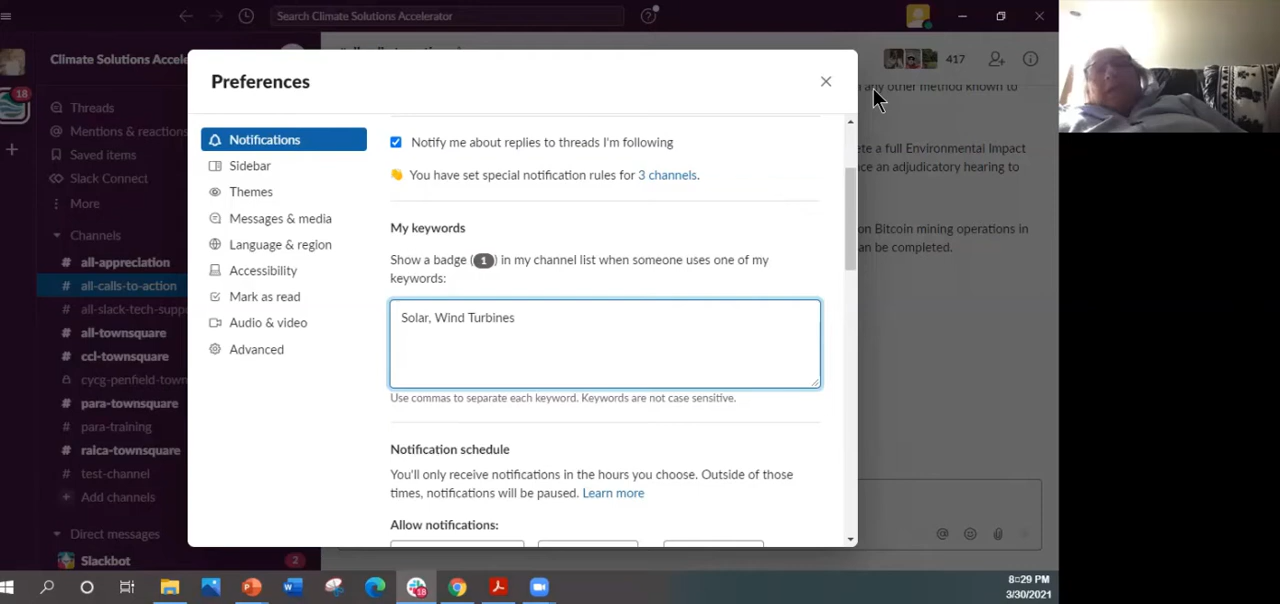 Search Climate Solutions Accelerator
Climate Solutions Accele
417
18
Threads
Mentions & reactions
Saved items
Slack Connect
More
Channels
# all-appreciation
# all-calls-to-action
# all-slack-tech-supp
# all-townsquare
# ccl-townsquare
cycg-penfield-town
# para-townsquare
# para-training
# ralca-townsquare
# test-channel
+ Add channels
Direct messages
Slackbot
2
Preferences
Notifications
Sidebar
Themes
Messages & media
Language & region
Accessibility
Mark as read
Audio & video
Advanced
Notify me about replies to threads I'm following
You have set special notification rules for 3 channels.
My keywords
Show a badge (1) in my channel list when someone uses one of my
keywords:
Solar, Wind Turbines
Use commas to separate each keyword. Keywords are not case sensitive.
Notification schedule
You'll only receive notifications in the hours you choose. Outside of those
times, notifications will be paused. Learn more
Allow notifications:
any other method known to
ete a full Environmental Impact
ce an adjudicatory hearing to
on Bitcoin mining operations in
an be completed.
18
8:29 PM
3/30/2021